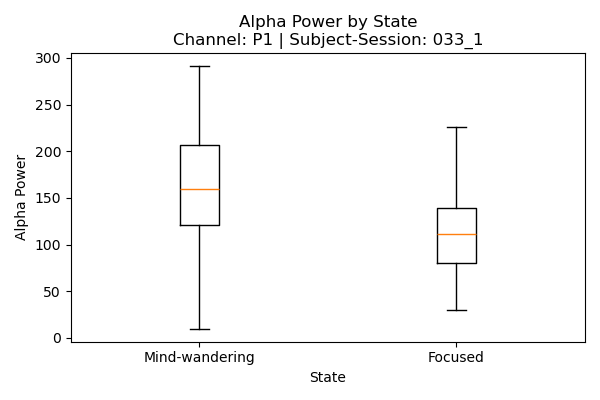 Alpha Power by State
Channel: P1 | Subject-Session: 033_1
300
250
200
150
100
50
0
Alpha Power
Mind-wandering
Focused
State